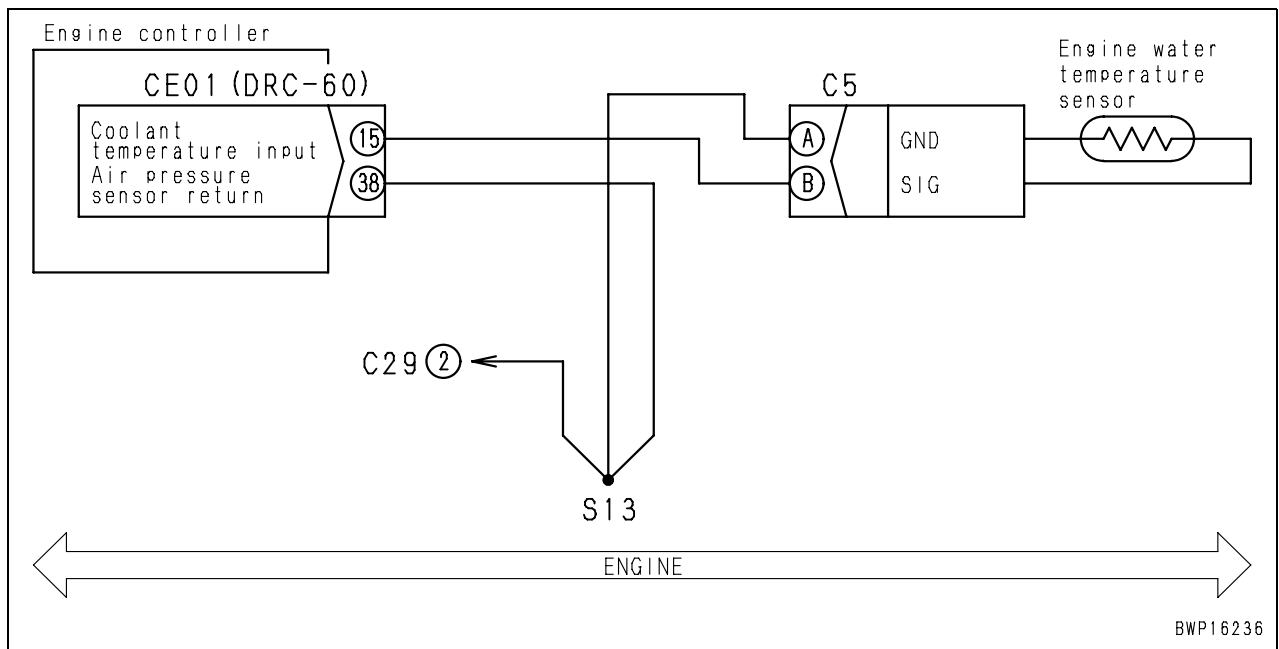 Engine controller
CE01 (DRC-60)
Coolant
temperature input
Air pressure
sensor return
15
38
C5
A
B
GND
SIG
Engine water
temperature
sensor
C29 2
S13
ENGINE
BWP16236